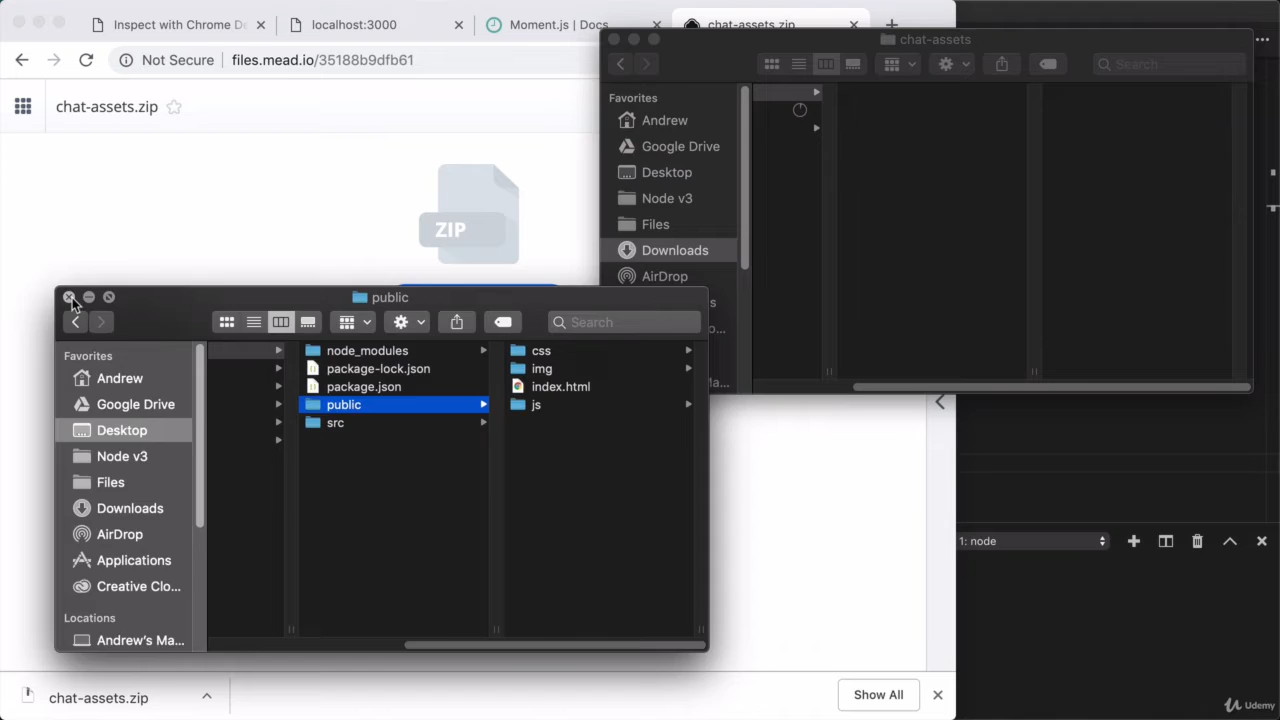 Inspect with Chrome De
localhost:3000
Moment.js | Docs
chat-assets.zip
Not Secure
files.mead.io/35188b9dfb61
chat-assets.zip
ZIP
chat-assets
Search
Favorites
Andrew
Google Drive
Desktop
Node v3
Files
Downloads
AirDrop
s
o...
Ma...
public
Search
Favorites
Andrew
Google Drive
Desktop
Node v3
Files
Downloads
AirDrop
Applications
Creative Clo...
Locations
Andrew's Ma...
node_modules
package-lock.json
package.json
public
src
css
img
index.html
js
1: node
chat-assets.zip
Show All
Udemy